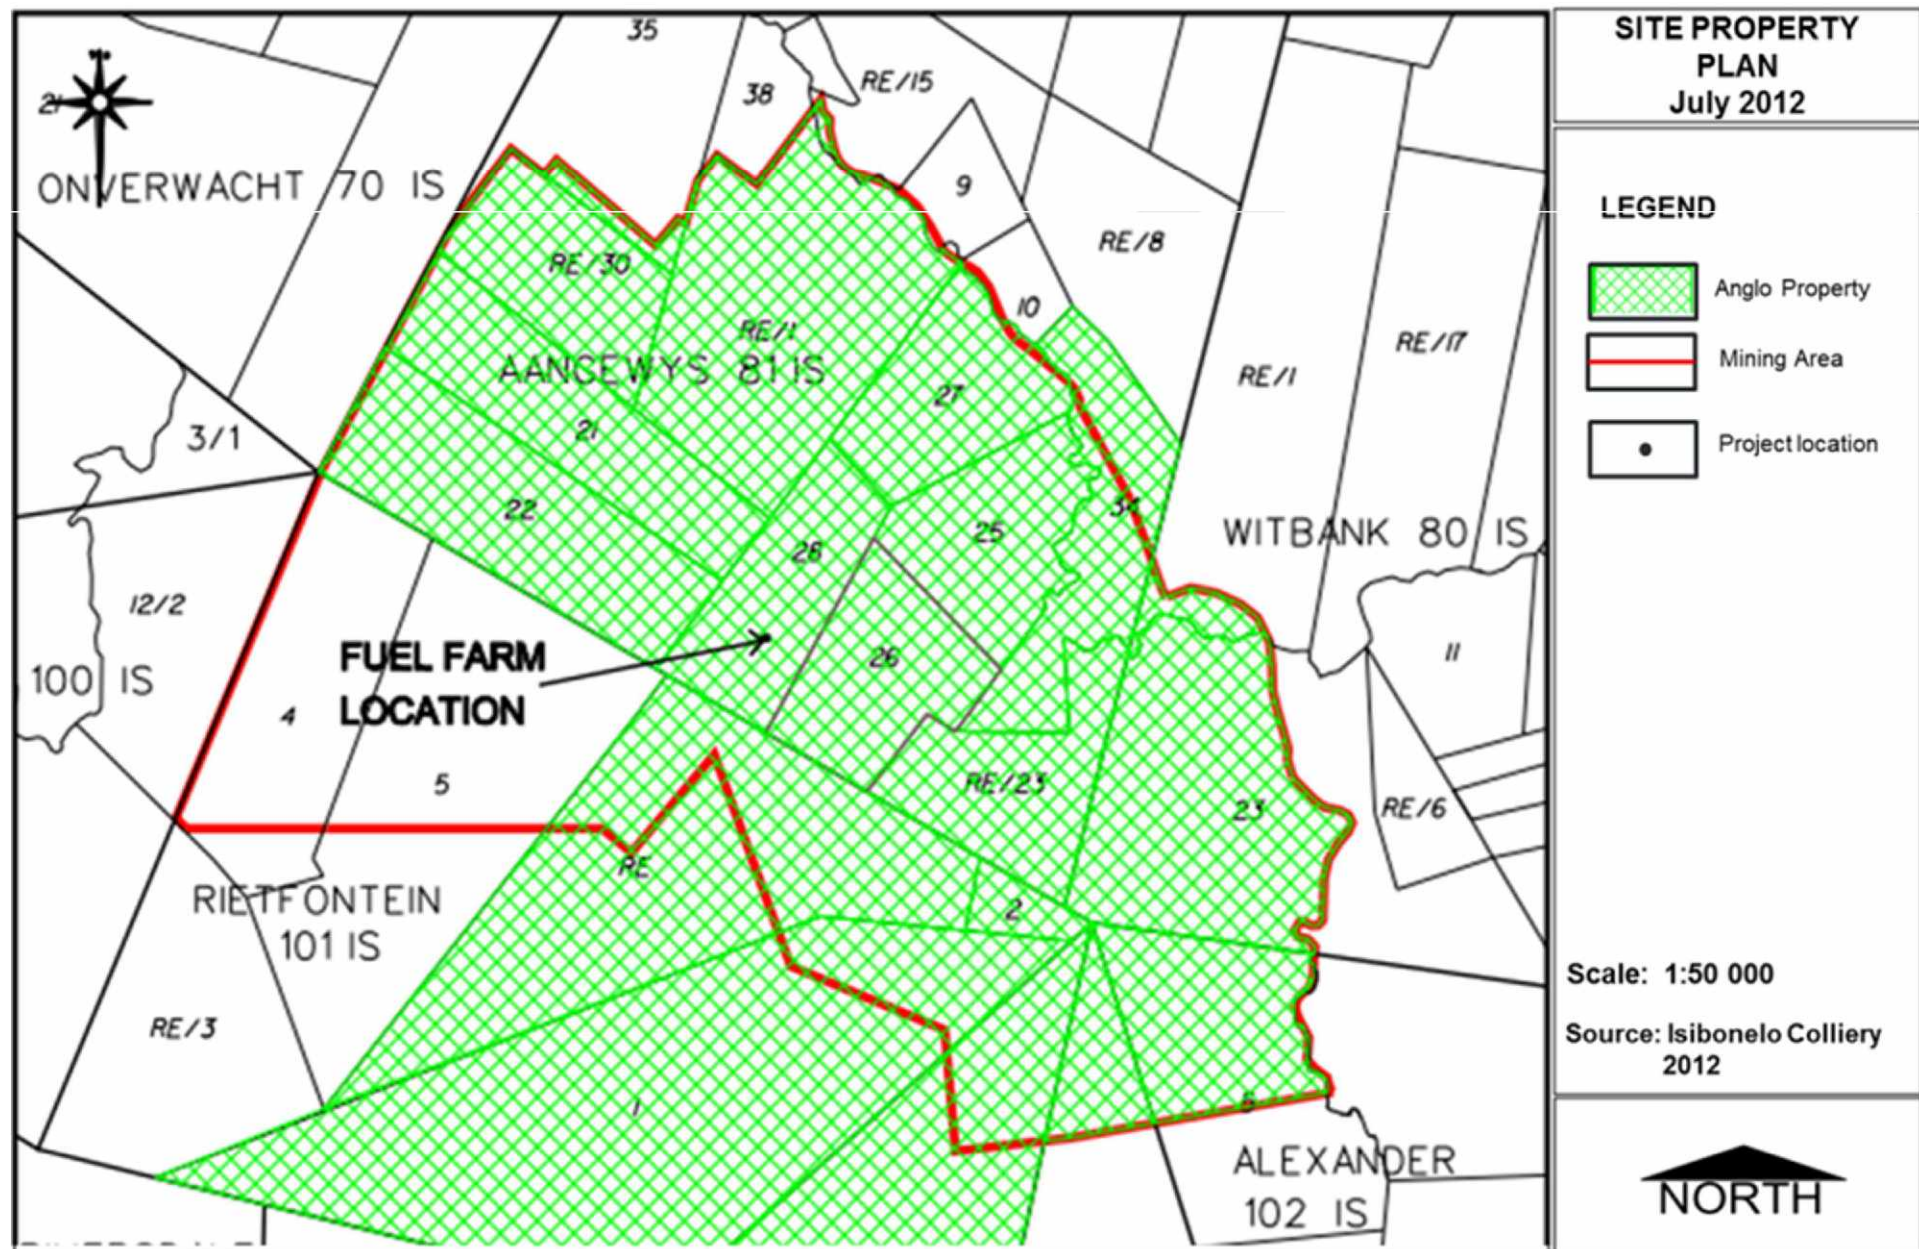 35
38
RE/15
21
ONVERWACHT 70 IS
9
RE/8
RE/30
10
RE/1
AANGEWYS 81 IS
27
RE/1
RE/17
3/1
21
22
28
25
34
WITBANK 80 IS
12/2
FUEL FARM
LOCATION
26
11
100 IS
4
5
RE/23
23
RE/6
RE
RIETFONTEIN
101 IS
2
RE/3
1
6
ALEXANDER
102 IS
SITE PROPERTY
PLAN
July 2012
LEGEND
Anglo Property
Mining Area
Project location
Scale: 1:50 000
Source: Isibonelo Colliery
2012
NORTH